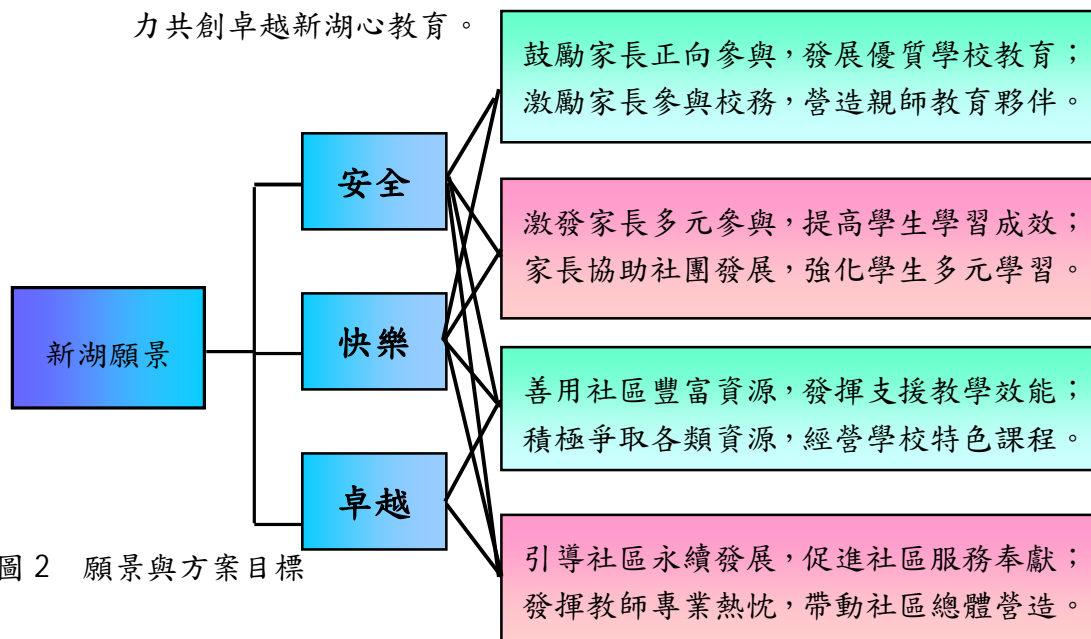 力共創卓越新湖心教育。
鼓勵家長正向參與，發展優質學校教育；
激勵家長參與校務，營造親師教育夥伴。
安全
激發家長多元參與，提高學生學習成效；
家長協助社團發展，強化學生多元學習。
新湖願景
快樂
善用社區豐富資源，發揮支援教學效能；
積極爭取各類資源，經營學校特色課程。
卓越
引導社區永續發展，促進社區服務奉獻；
發揮教師專業熱忱，帶動社區總體營造。
圖 2 願景與方案目標